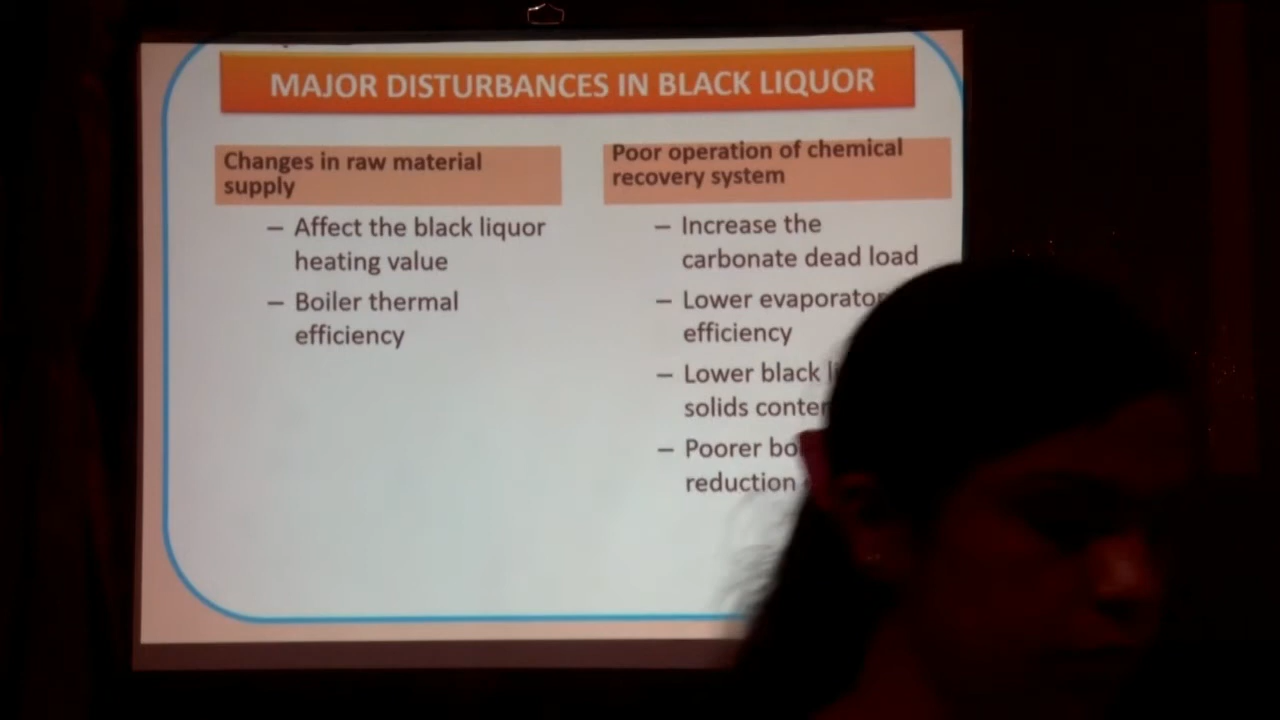 MAJOR DISTURBANCES IN BLACK LIQUOR
Changes in raw material
supply
– Affect the black liquor
heating value
– Boiler thermal
efficiency
Poor operation of chemical
recovery system
– Increase the
carbonate dead load
– Lower evaporator
efficiency
– Lower black
solids
– Poorer
reduction